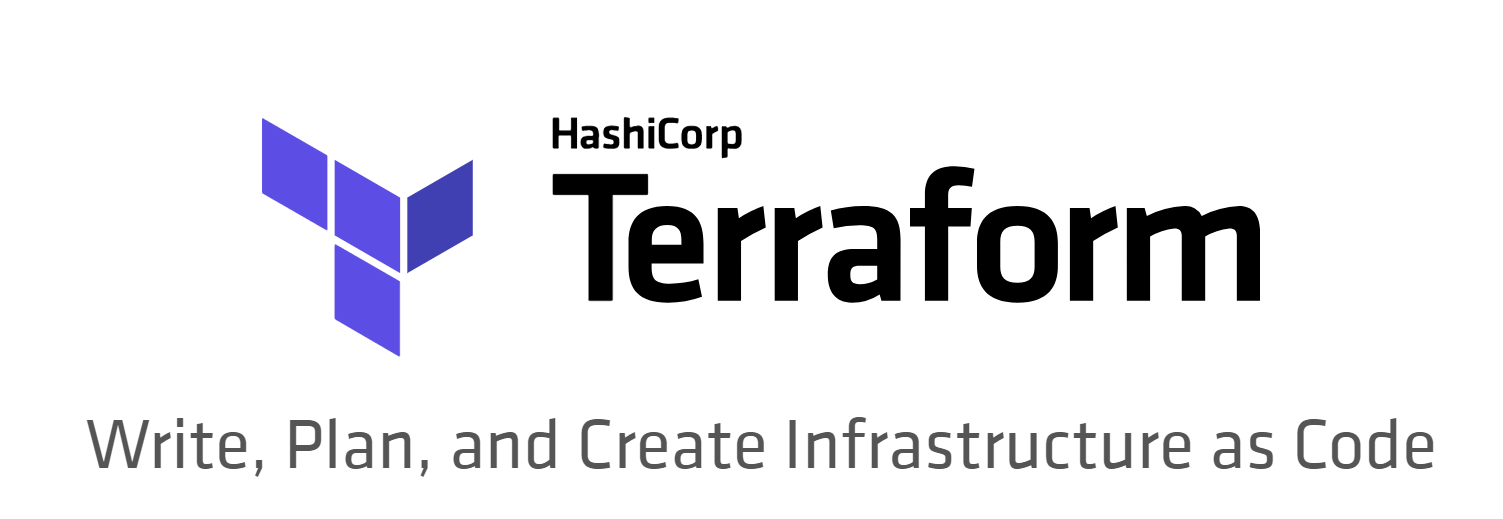 HashiCorp
Terraform
Write, Plan, and Create Infrastructure as Code